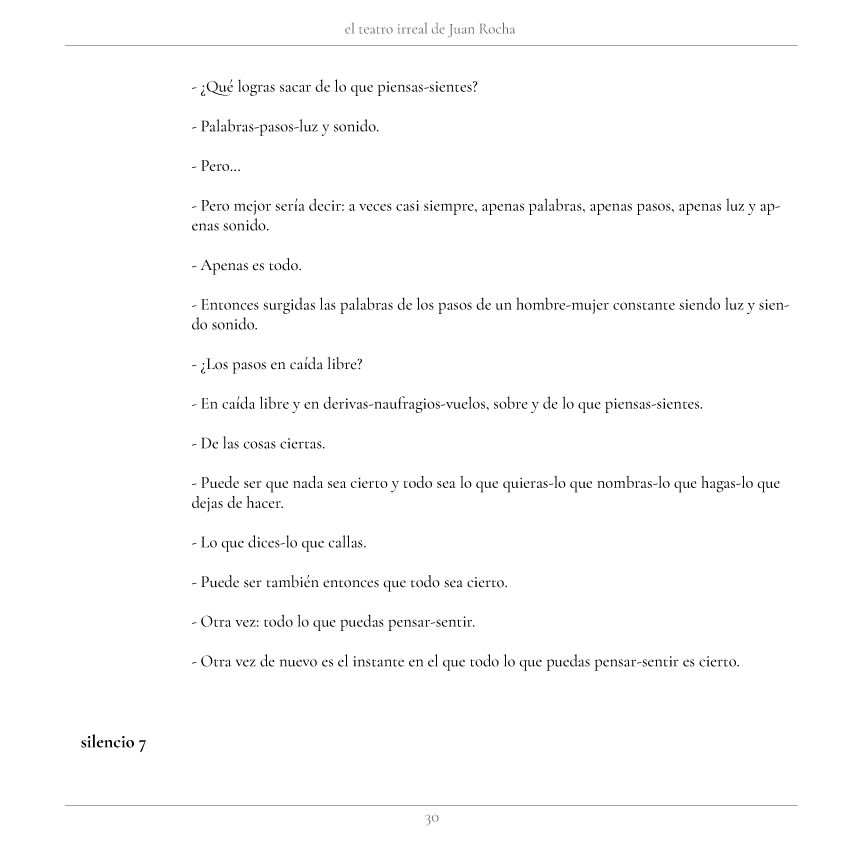 el teatro irreal de Juan Rocha
- ¿Qué logras sacar de lo que piensas-sientes?
- Palabras-pasos-luz y sonido.
- Pero...
- Pero mejor sería decir: a veces casi siempre, apenas palabras, apenas pasos, apenas luz y ap-
enas sonido.
- Apenas es todo.
- Entonces surgidas las palabras de los pasos de un hombre-mujer constante siendo luz y sien-
do sonido.
- ¿Los pasos en caída libre?
- En caída libre y en derivas-naufragios-vuelos, sobre y de lo que piensas-sientes.
- De las cosas ciertas.
- Puede ser que nada sea cierto y todo sea lo que quieras-lo que nombras-lo que hagas-lo que
dejas de hacer.
- Lo que dices-lo que callas.
- Puede ser también entonces que todo sea cierto.
- Otra vez: todo lo que puedas pensar-sentir.
- Otra vez de nuevo es el instante en el que todo lo que puedas pensar-sentir es cierto.
silencio 7
30